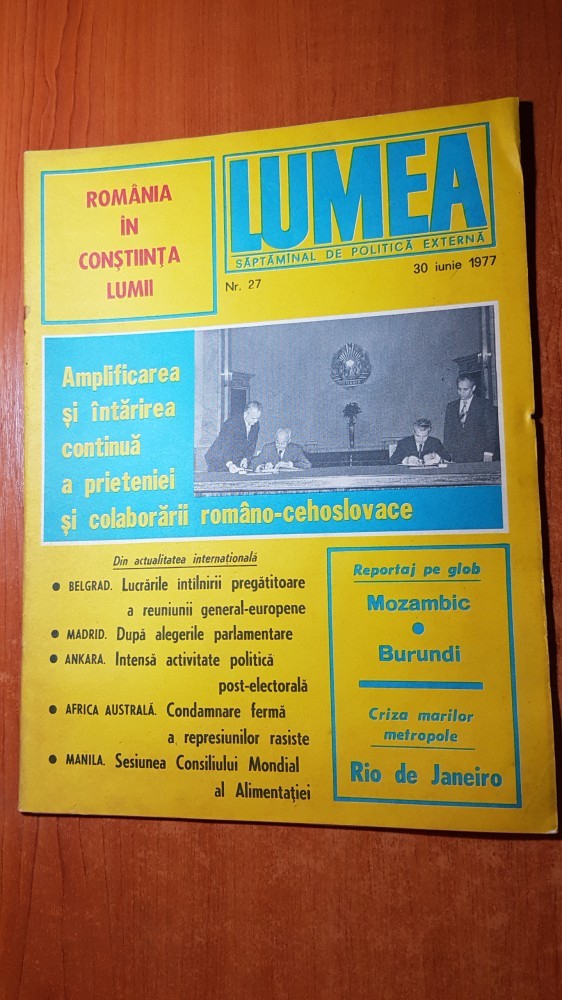 ROMÂNIA
ÎN
CONȘTIINȚA
LUMII
LUMEA
SĂPTĂMÎNAL DE POLITICĂ EXTERNĂ
Nr. 27
30 iunie 1977
Amplificarea
și întărirea
continuă
a prieteniei
și colaborării româno-cehoslovace
Din actualitatea internațională
• BELGRAD. Lucrările întîlnirii pregătitoare
a reuniunii general-europene
• MADRID. După alegerile parlamentare
• ANKARA. Intensă activitate politică
post-electorală
• AFRICA AUSTRALĂ. Condamnare fermă
a represiunilor rasiste
• MANILA. Sesiunea Consiliului Mondial
al Alimentației
Reportaj pe glob
Mozambic
•
Burundi
Criza marilor
metropole
Rio de Janeiro